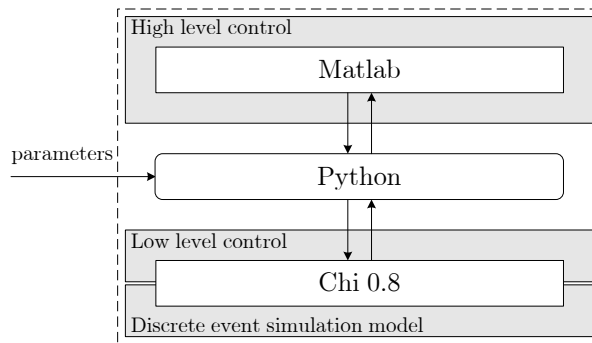 High level control
Matlab
parameters
Python
Low level control
Chi 0.8
Discrete event simulation model